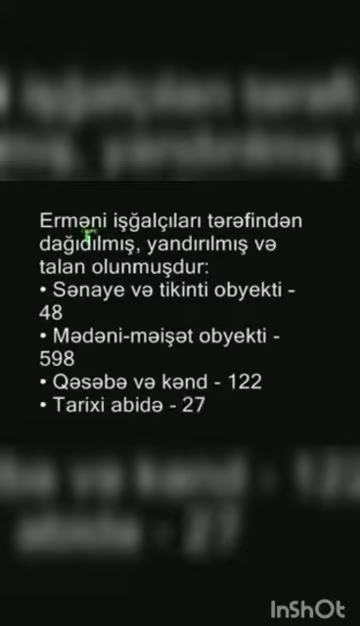 Erməni işğalçıları tərəfindən
dağıdılmış, yandırılmış və
talan olunmuşdur:
• Sənaye və tikinti obyekti -
48
• Mədəni-məişət obyekti -
598
• Qəsəbə və kənd - 122
• Tarixi abidə - 27
InShOt